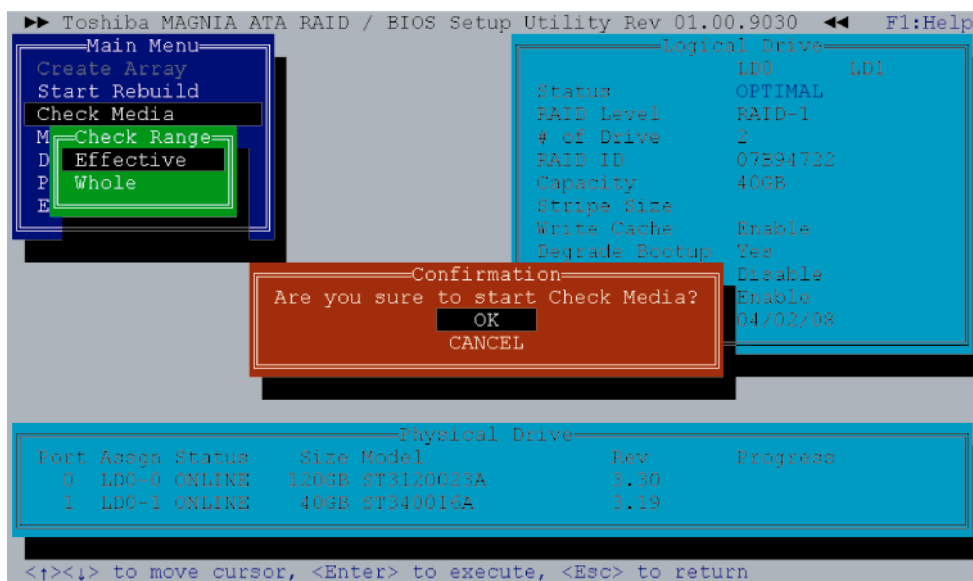 ►► Toshiba MAGNIA ATA RAID / BIOS Setup Utility Rev 01.00.9030 ◄◄ F1:Help
Main Menu
Create Array
Start Rebuild
Check Media
M
D
P
E
Check Range
Effective
Whole
Logical Drive
LD0 LD1
Status OPTIMAL
RAID Level RAID-1
# of Drive 2
RAID ID 07B94722
Capacity 40GB
Stripe Size
Write Cache Enable
Degrade Bootup Yes
Disable
Enable
04/02/08
Confirmation
Are you sure to start Check Media?
OK
CANCEL
Physical Drive
Port Assgn Status Size Model Rev Progress
0 LD0-0 ONLINE 120GB ST3120023A 3.30
1 LD0-1 ONLINE 40GB ST340016A 3.19
<↑><↓> to move cursor, <Enter> to execute, <Esc> to return